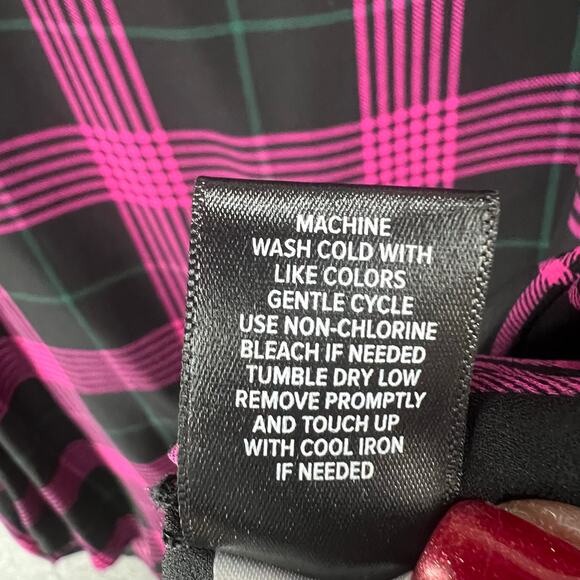 MACHINE
WASH COLD WITH
LIKE COLORS
GENTLE CYCLE
USE NON-CHLORINE
BLEACH IF NEEDED
TUMBLE DRY LOW
REMOVE PROMPTLY
AND TOUCH UP
WITH COOL IRON
IF NEEDED